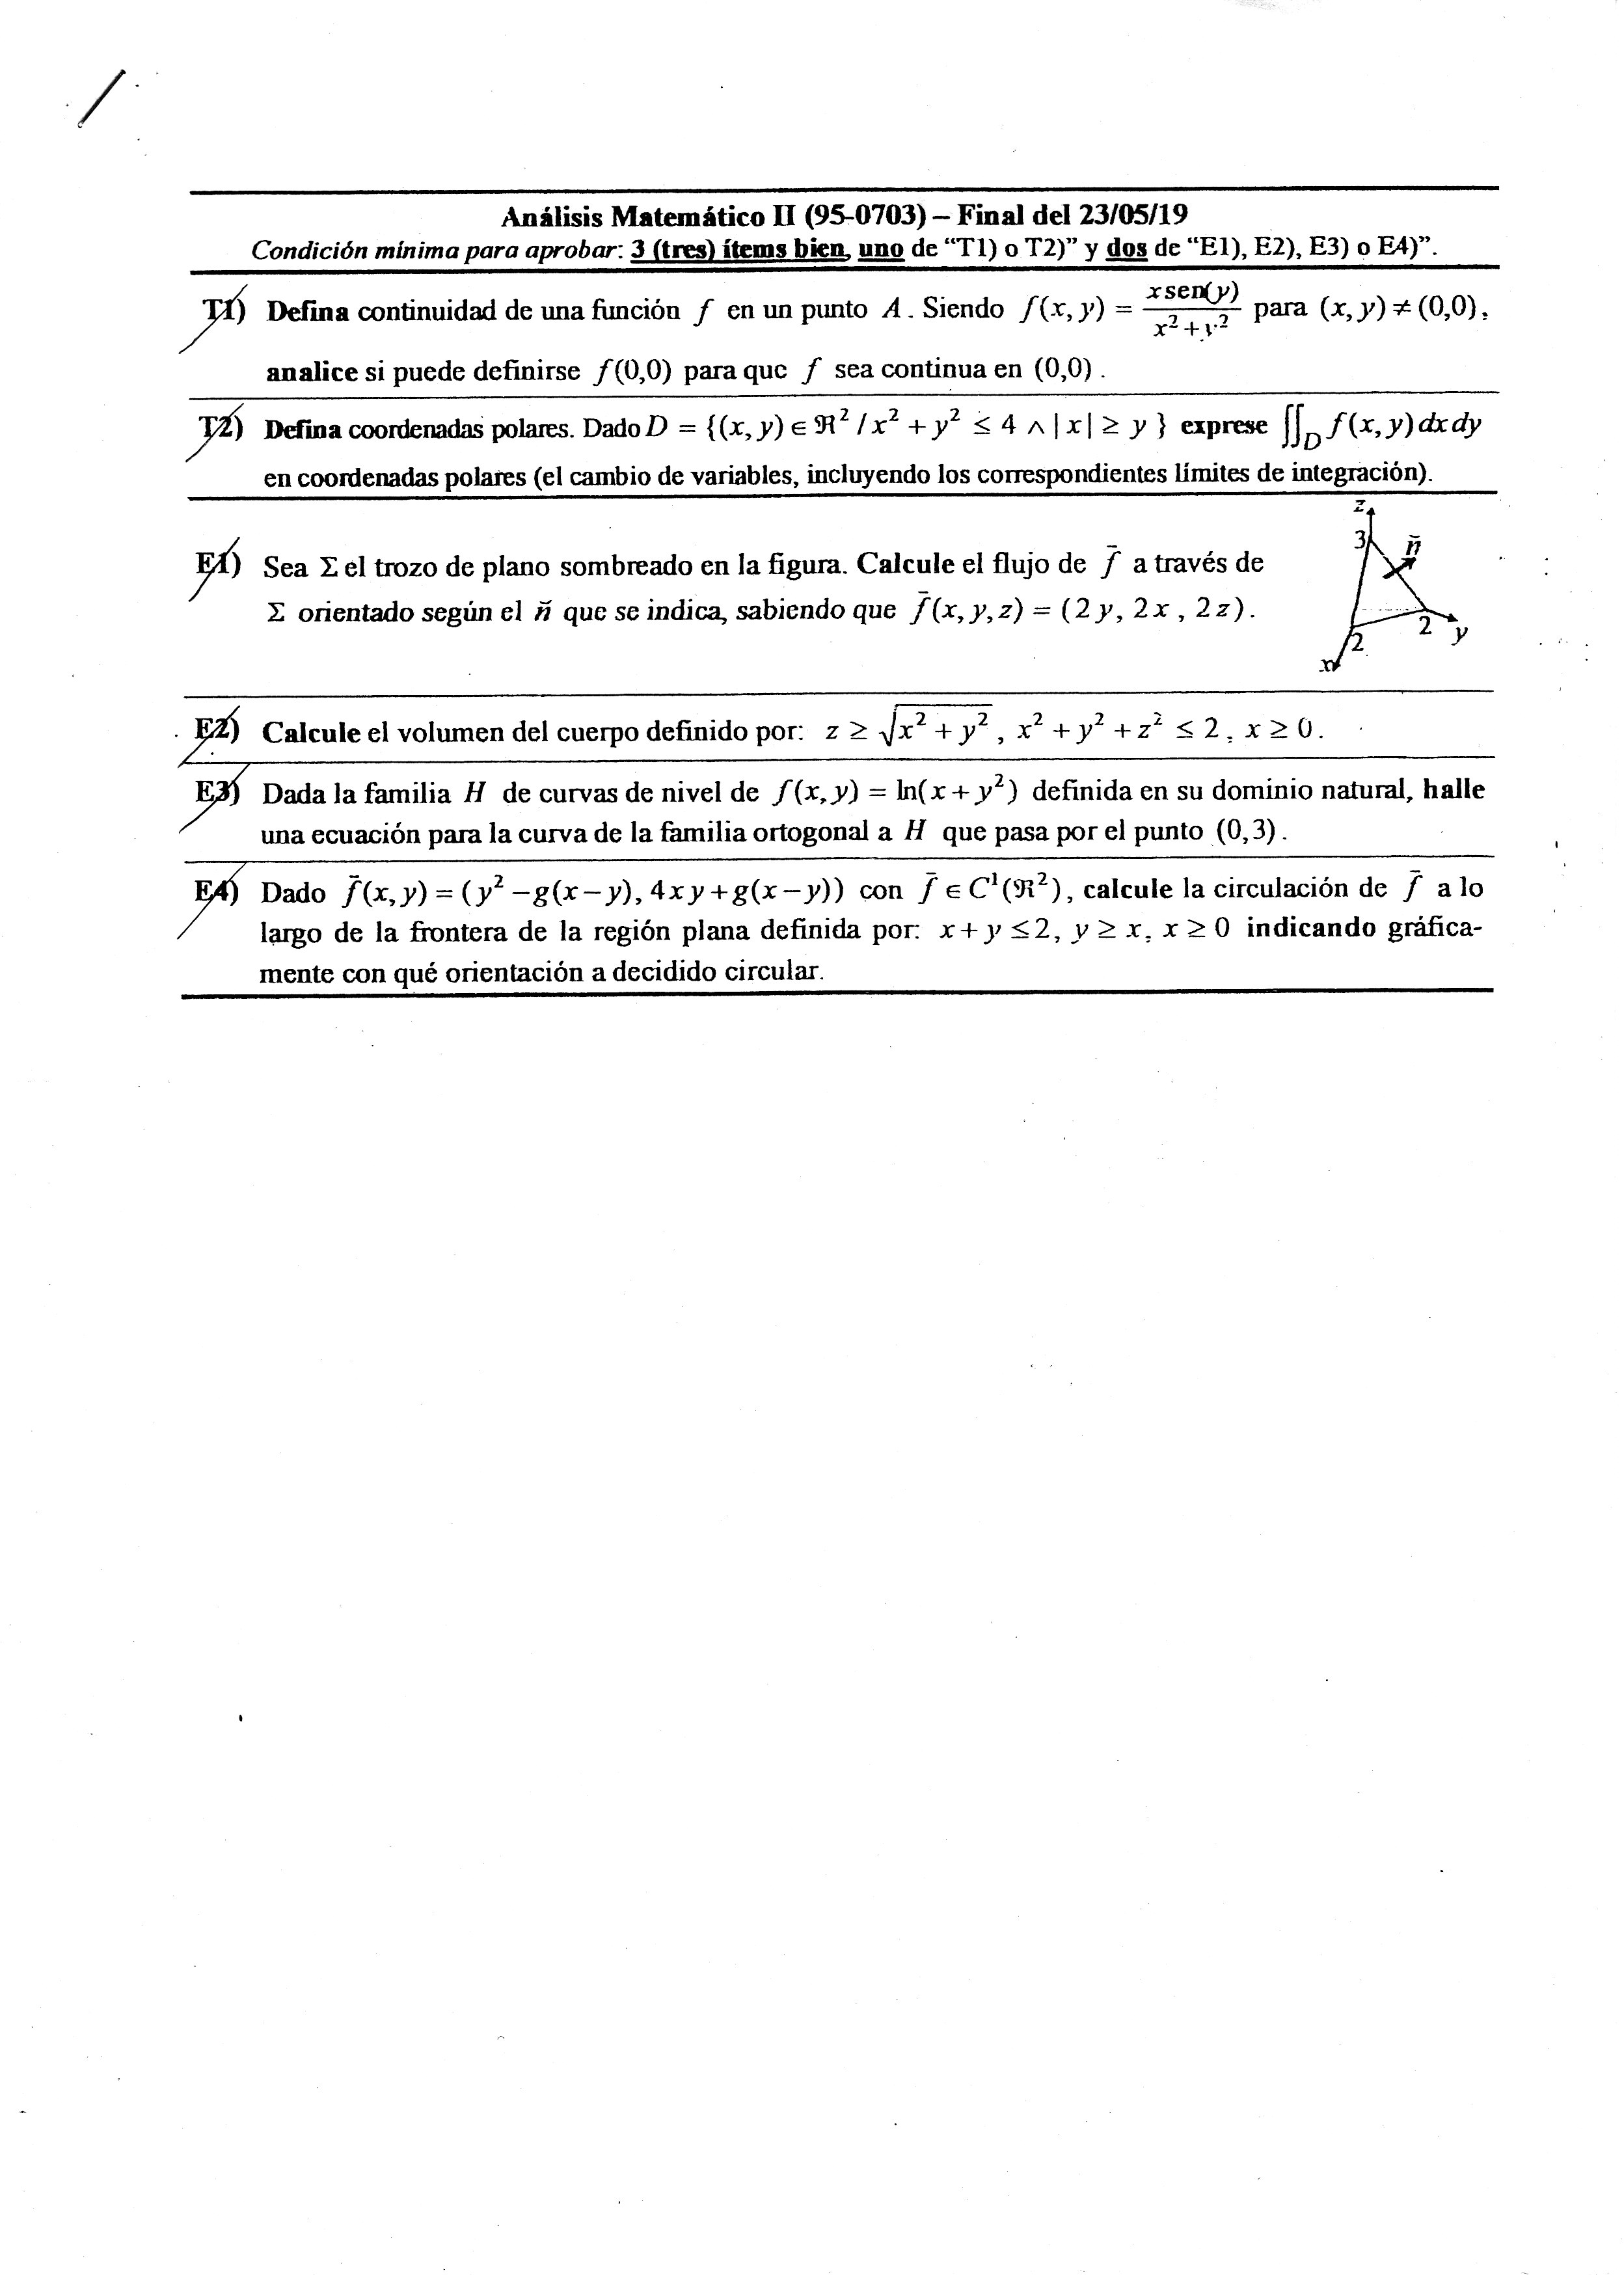 Análisis Matemático II (95-0703) – Final del 23/05/19
Condición mínima para aprobar: 3 (tres) ítems bien, uno de “T1) o T2)” y dos de “E1), E2), E3) o E4)”.
T1) Defina continuidad de una función f en un punto A. Siendo f(x, y) = x sen(y) / x² + y² para (x, y) ≠ (0,0),
analice si puede definirse f(0,0) para que f sea continua en (0,0).
T2) Defina coordenadas polares. Dado D = {(x, y) ∈ ℜ² / x² + y² ≤ 4 ∧ | x | ≥ y } exprese ∬_D f(x, y) dx dy
en coordenadas polares (el cambio de variables, incluyendo los correspondientes límites de integración).
E1) Sea Σ el trozo de plano sombreado en la figura. Calcule el flujo de f̄ a través de
Σ orientado según el n̆ que se indica, sabiendo que f̄(x, y, z) = (2 y, 2 x, 2 z).
z
3
n̆
2
y
2
x
E2) Calcule el volumen del cuerpo definido por: z ≥ √(x² + y²), x² + y² + z² ≤ 2, x ≥ 0.
E3) Dada la familia H de curvas de nivel de f(x, y) = ln(x + y²) definida en su dominio natural, halle
una ecuación para la curva de la familia ortogonal a H que pasa por el punto (0,3).
E4) Dado f̄(x, y) = (y² – g(x – y), 4 x y + g(x – y)) con f̄ ∈ C¹(ℜ²), calcule la circulación de f̄ a lo
largo de la frontera de la región plana definida por: x + y ≤ 2, y ≥ x, x ≥ 0 indicando gráfica-
mente con qué orientación a decidido circular.